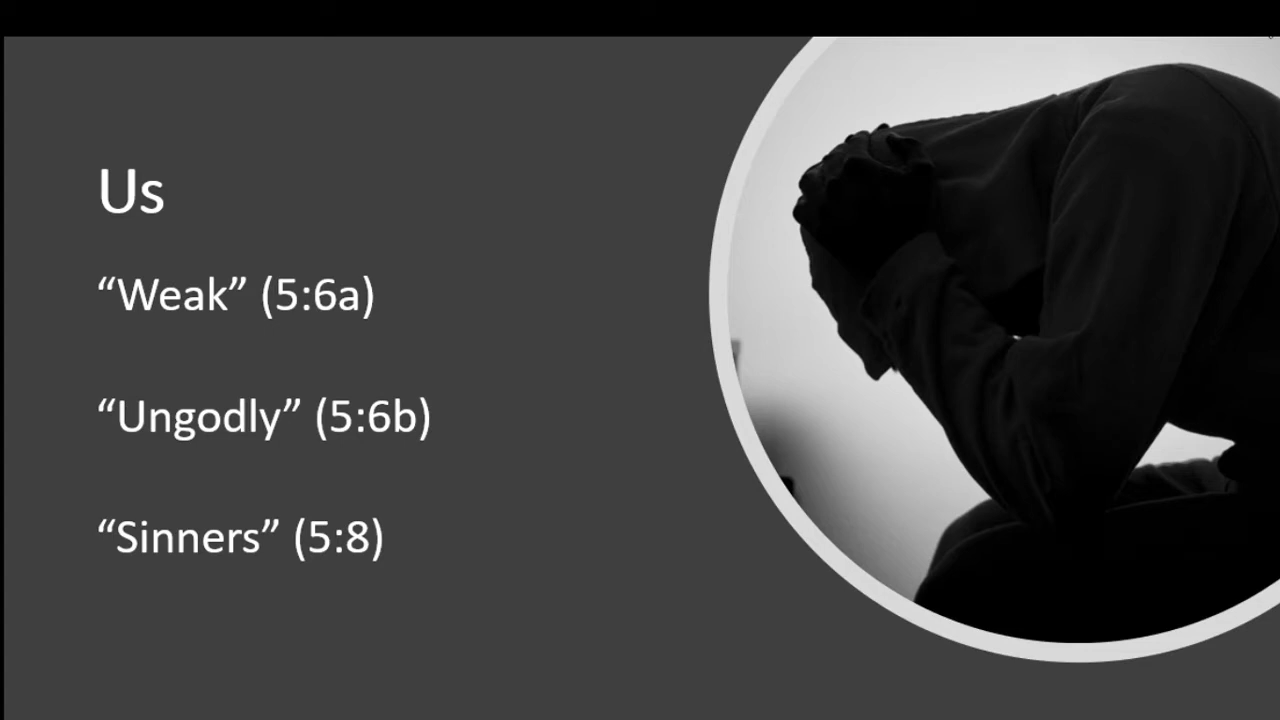 Us
“Weak” (5:6a)
“Ungodly” (5:6b)
“Sinners” (5:8)